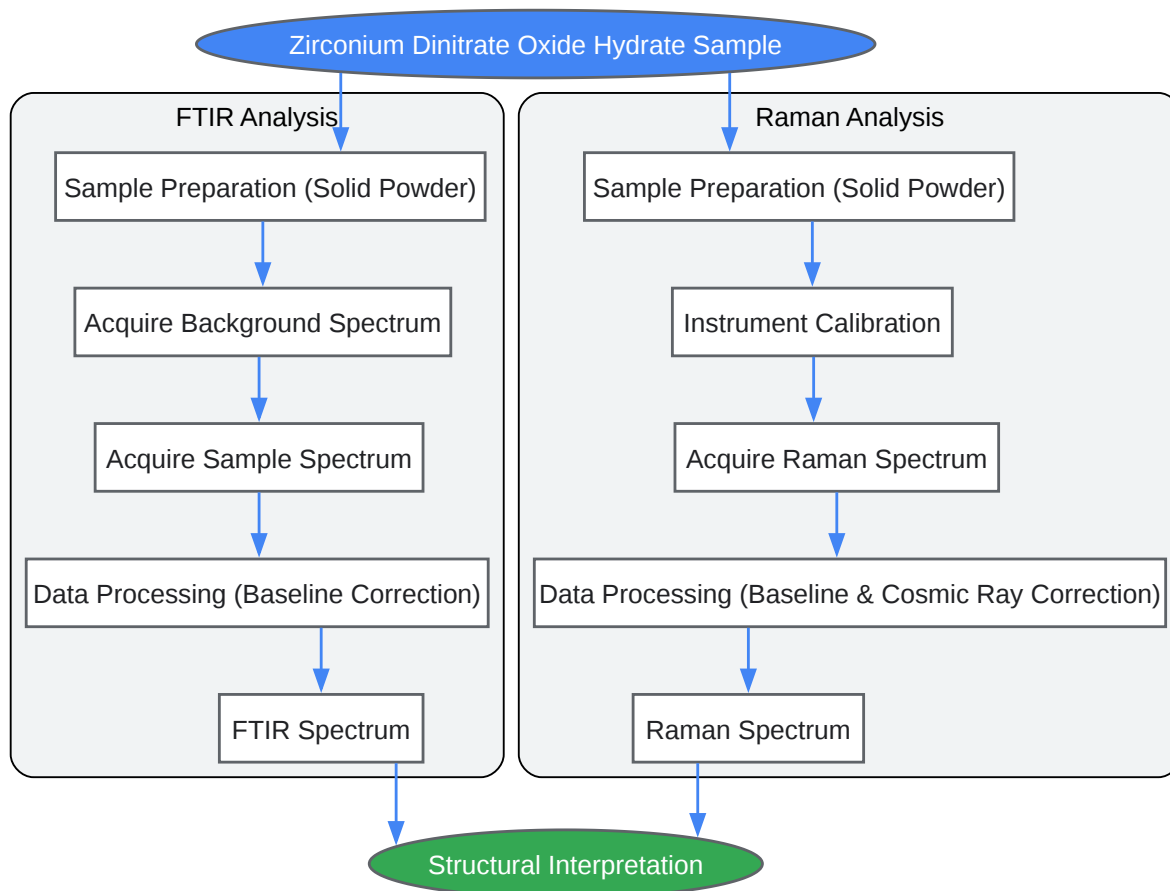 Zirconium Dinitrate Oxide Hydrate Sample
FTIR Analysis
Sample Preparation (Solid Powder)
Acquire Background Spectrum
Acquire Sample Spectrum
Data Processing (Baseline Correction)
FTIR Spectrum
Raman Analysis
Sample Preparation (Solid Powder)
Instrument Calibration
Acquire Raman Spectrum
Data Processing (Baseline & Cosmic Ray Correction)
Raman Spectrum
Structural Interpretation